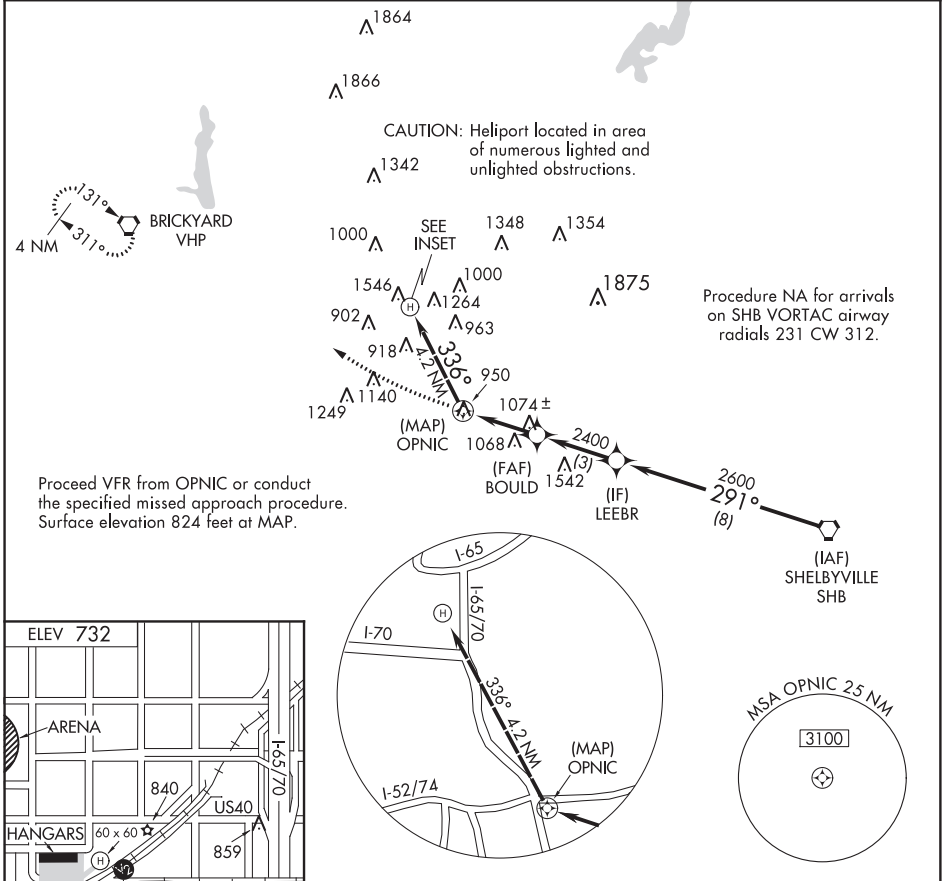 1864
1866
CAUTION: Heliport located in area
of numerous lighted and
unlighted obstructions.
1342
131°
BRICKYARD
VHP
4 NM
311°
1000
SEE
INSET
1348
1354
1546
1000
1264
1875
902
963
Procedure NA for arrivals
on SHB VORTAC airway
radials 231 CW 312.
918
336°
4.2 NM
950
1140
1249
(MAP)
OPNIC
1074±
1068
2400
(3)
(FAF)
BOULD
1542
(IF)
LEEBR
2600
291°
(8)
(IAF)
SHELBYVILLE
SHB
Proceed VFR from OPNIC or conduct
the specified missed approach procedure.
Surface elevation 824 feet at MAP.
I-65
H
I-65/70
I-70
336° 4.2 NM
(MAP)
OPNIC
I-52/74
MSA OPNIC 25 NM
3100
ELEV 732
ARENA
I-65/70
840
US40
HANGARS
60 x 60
859
H
H